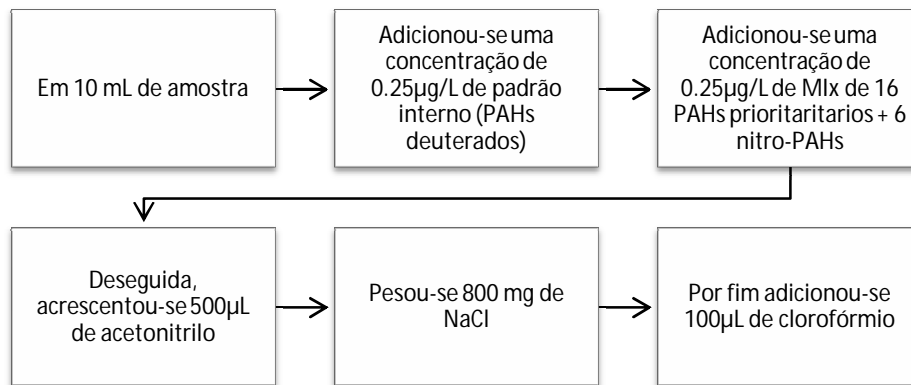 Em 10 mL de amostra
Adicionou-se uma
concentração de
0.25µg/L de padrão
interno (PAHs
deuterados)
Adicionou-se uma
concentração de
0.25µg/L de MIx de 16
PAHs prioritaritarios + 6
nitro-PAHs
Deseguida,
acrescentou-se 500µL
de acetonitrilo
Pesou-se 800 mg de
NaCl
Por fim adicionou-se
100µL de clorofórmio